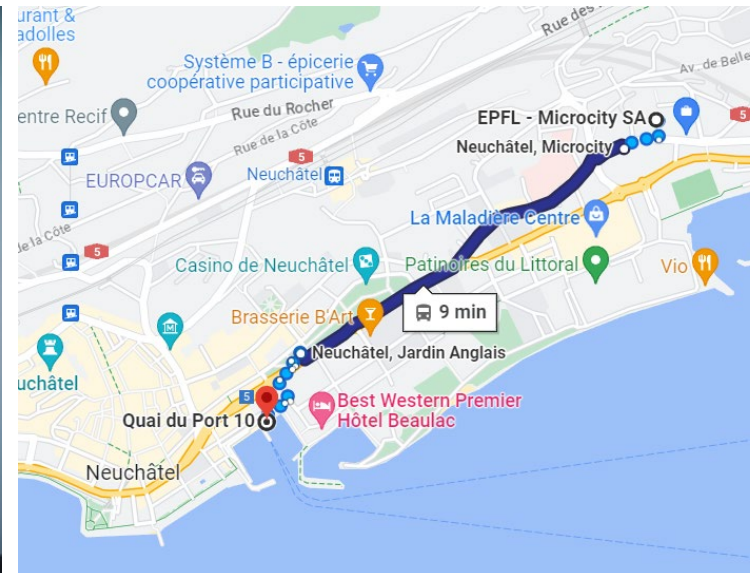 urant &
adolles
Rue des
Système B - épicerie
coopérative participative
Av. de Belle
entre Recif
Rue du Rocher
EPFL - Microcity SA
5
Rue de la Côte
Neuchâtel, Microcity
5
EUROPCAR
Neuchâtel
La Maladière Centre
de la Côte
5
Casino de Neuchâtel
Patinoires du Littoral
Vio
9 min
Brasserie B'Art
Neuchâtel, Jardin Anglais
uchâtel
5
Best Western Premier
Hôtel Beaulac
Quai du Port 10
Neuchâtel